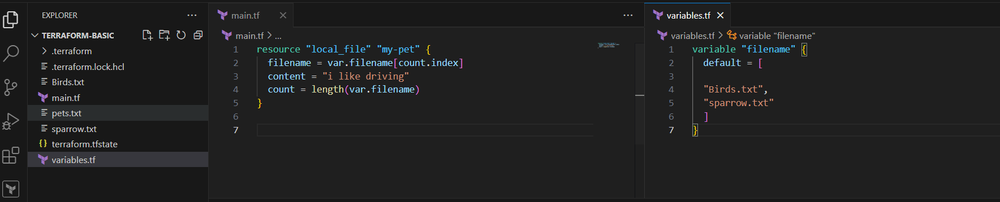 EXPLORER ...
TERRAFORM-BASIC
.terraform
.terraform.lock.hcl
Birds.txt
main.tf
pets.txt
sparrow.txt
{} terraform.tfstate
variables.tf
main.tf
main.tf > ...
1 resource "local_file" "my-pet" {
2   filename = var.filename[count.index]
3   content = "i like driving"
4   count = length(var.filename)
5 }
6
7
variables.tf
variables.tf > variable "filename"
1 variable "filename" {
2   default = [
3
4   "Birds.txt",
5   "sparrow.txt"
6   ]
7 }